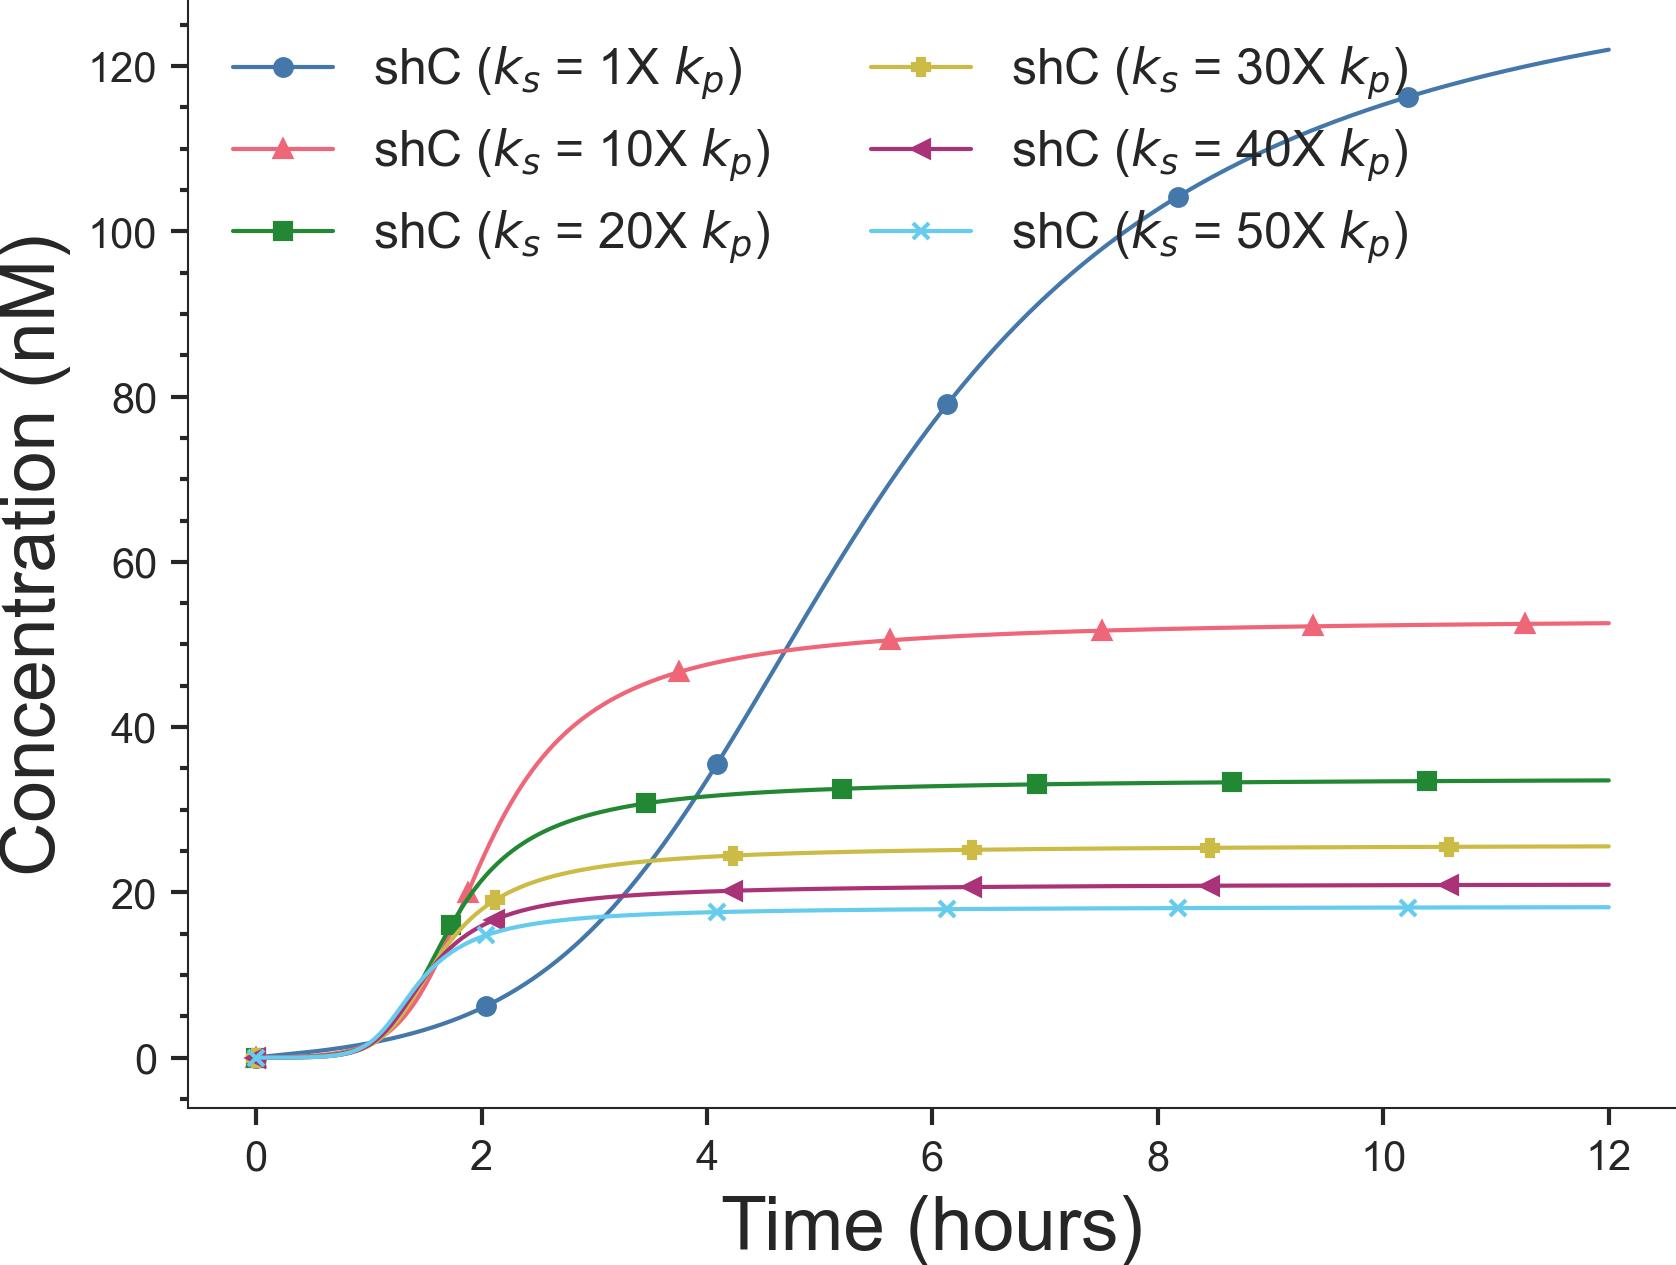 120
100
80
60
40
20
0
Concentration (nM)
shC (ks = 1X kp)
shC (ks = 10X kp)
shC (ks = 20X kp)
shC (ks = 30X kp)
shC (ks = 40X kp)
shC (ks = 50X kp)
0 2 4 6 8 10 12
Time (hours)